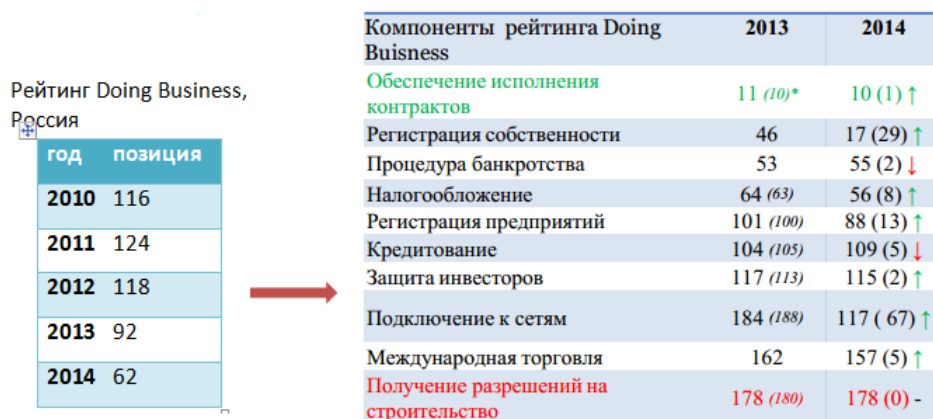 Рейтинг Doing Business,
Россия
год позиция
2010 116
2011 124
2012 118
2013 92
2014 62
Компоненты рейтинга Doing
Buisness 2013 2014
Обеспечение исполнения
контрактов 11 (10)* 10 (1) ↑
Регистрация собственности 46 17 (29) ↑
Процедура банкротства 53 55 (2) ↓
Налогообложение 64 (63) 56 (8) ↑
Регистрация предприятий 101 (100) 88 (13) ↑
Кредитование 104 (105) 109 (5) ↓
Защита инвесторов 117 (113) 115 (2) ↑
Подключение к сетям 184 (188) 117 ( 67) ↑
Международная торговля 162 157 (5) ↑
Получение разрешений на
строительство 178 (180) 178 (0) -